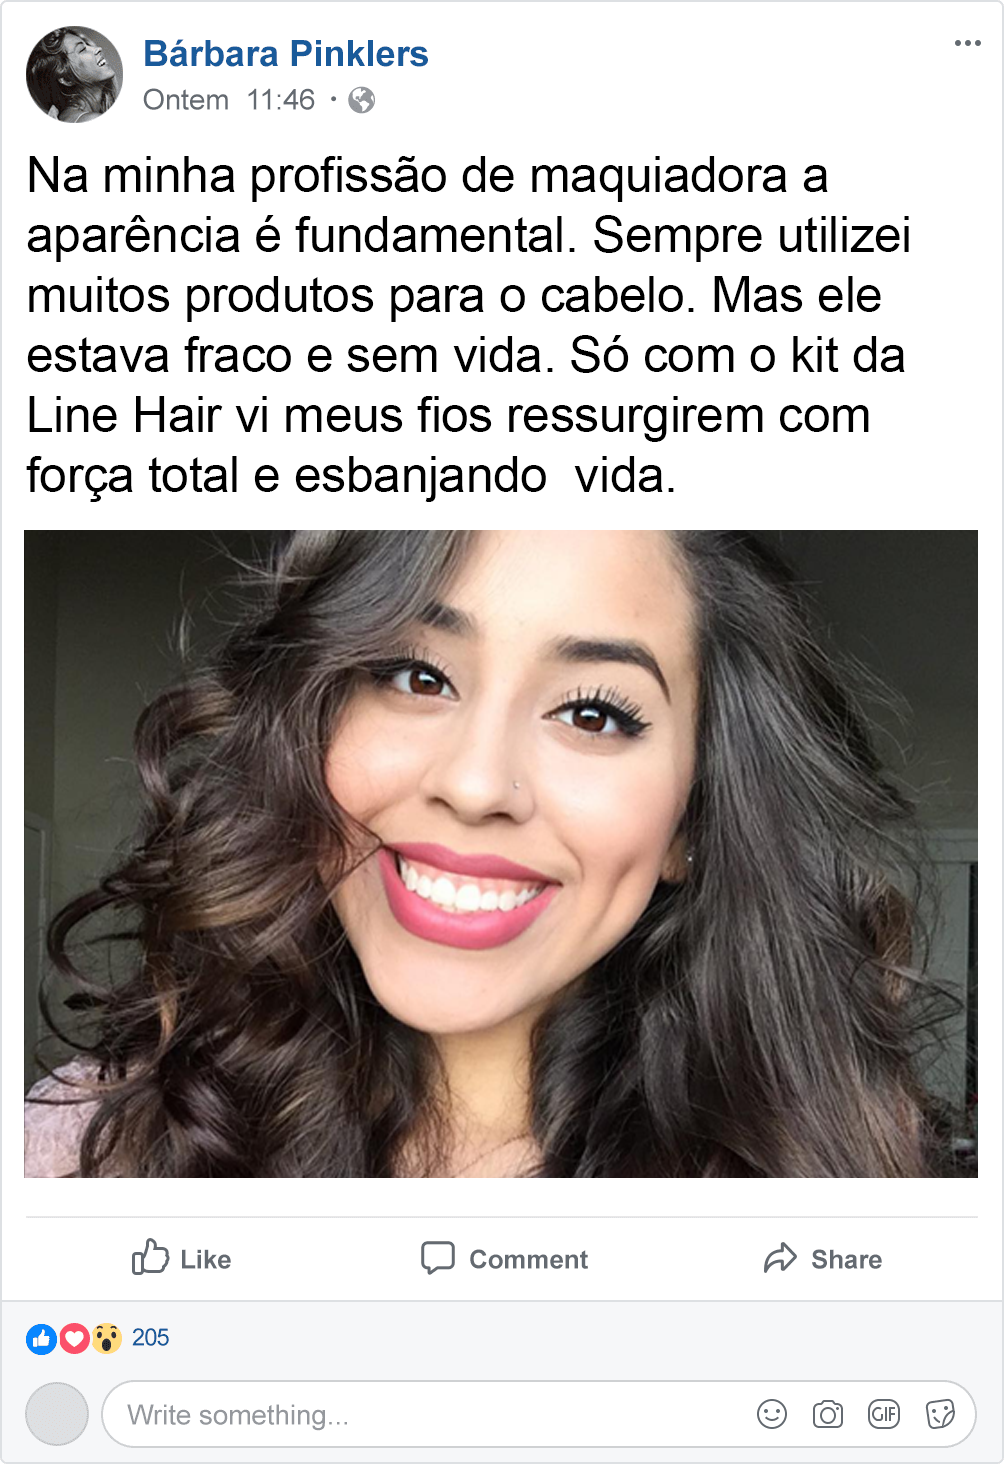 Bárbara Pinklers
Ontem 11:46 ·
Na minha profissão de maquiadora a
aparência é fundamental. Sempre utilizei
muitos produtos para o cabelo. Mas ele
estava fraco e sem vida. Só com o kit da
Line Hair vi meus fios ressurgirem com
força total e esbanjando  vida.
Like Comment Share
205
Write something... GIF